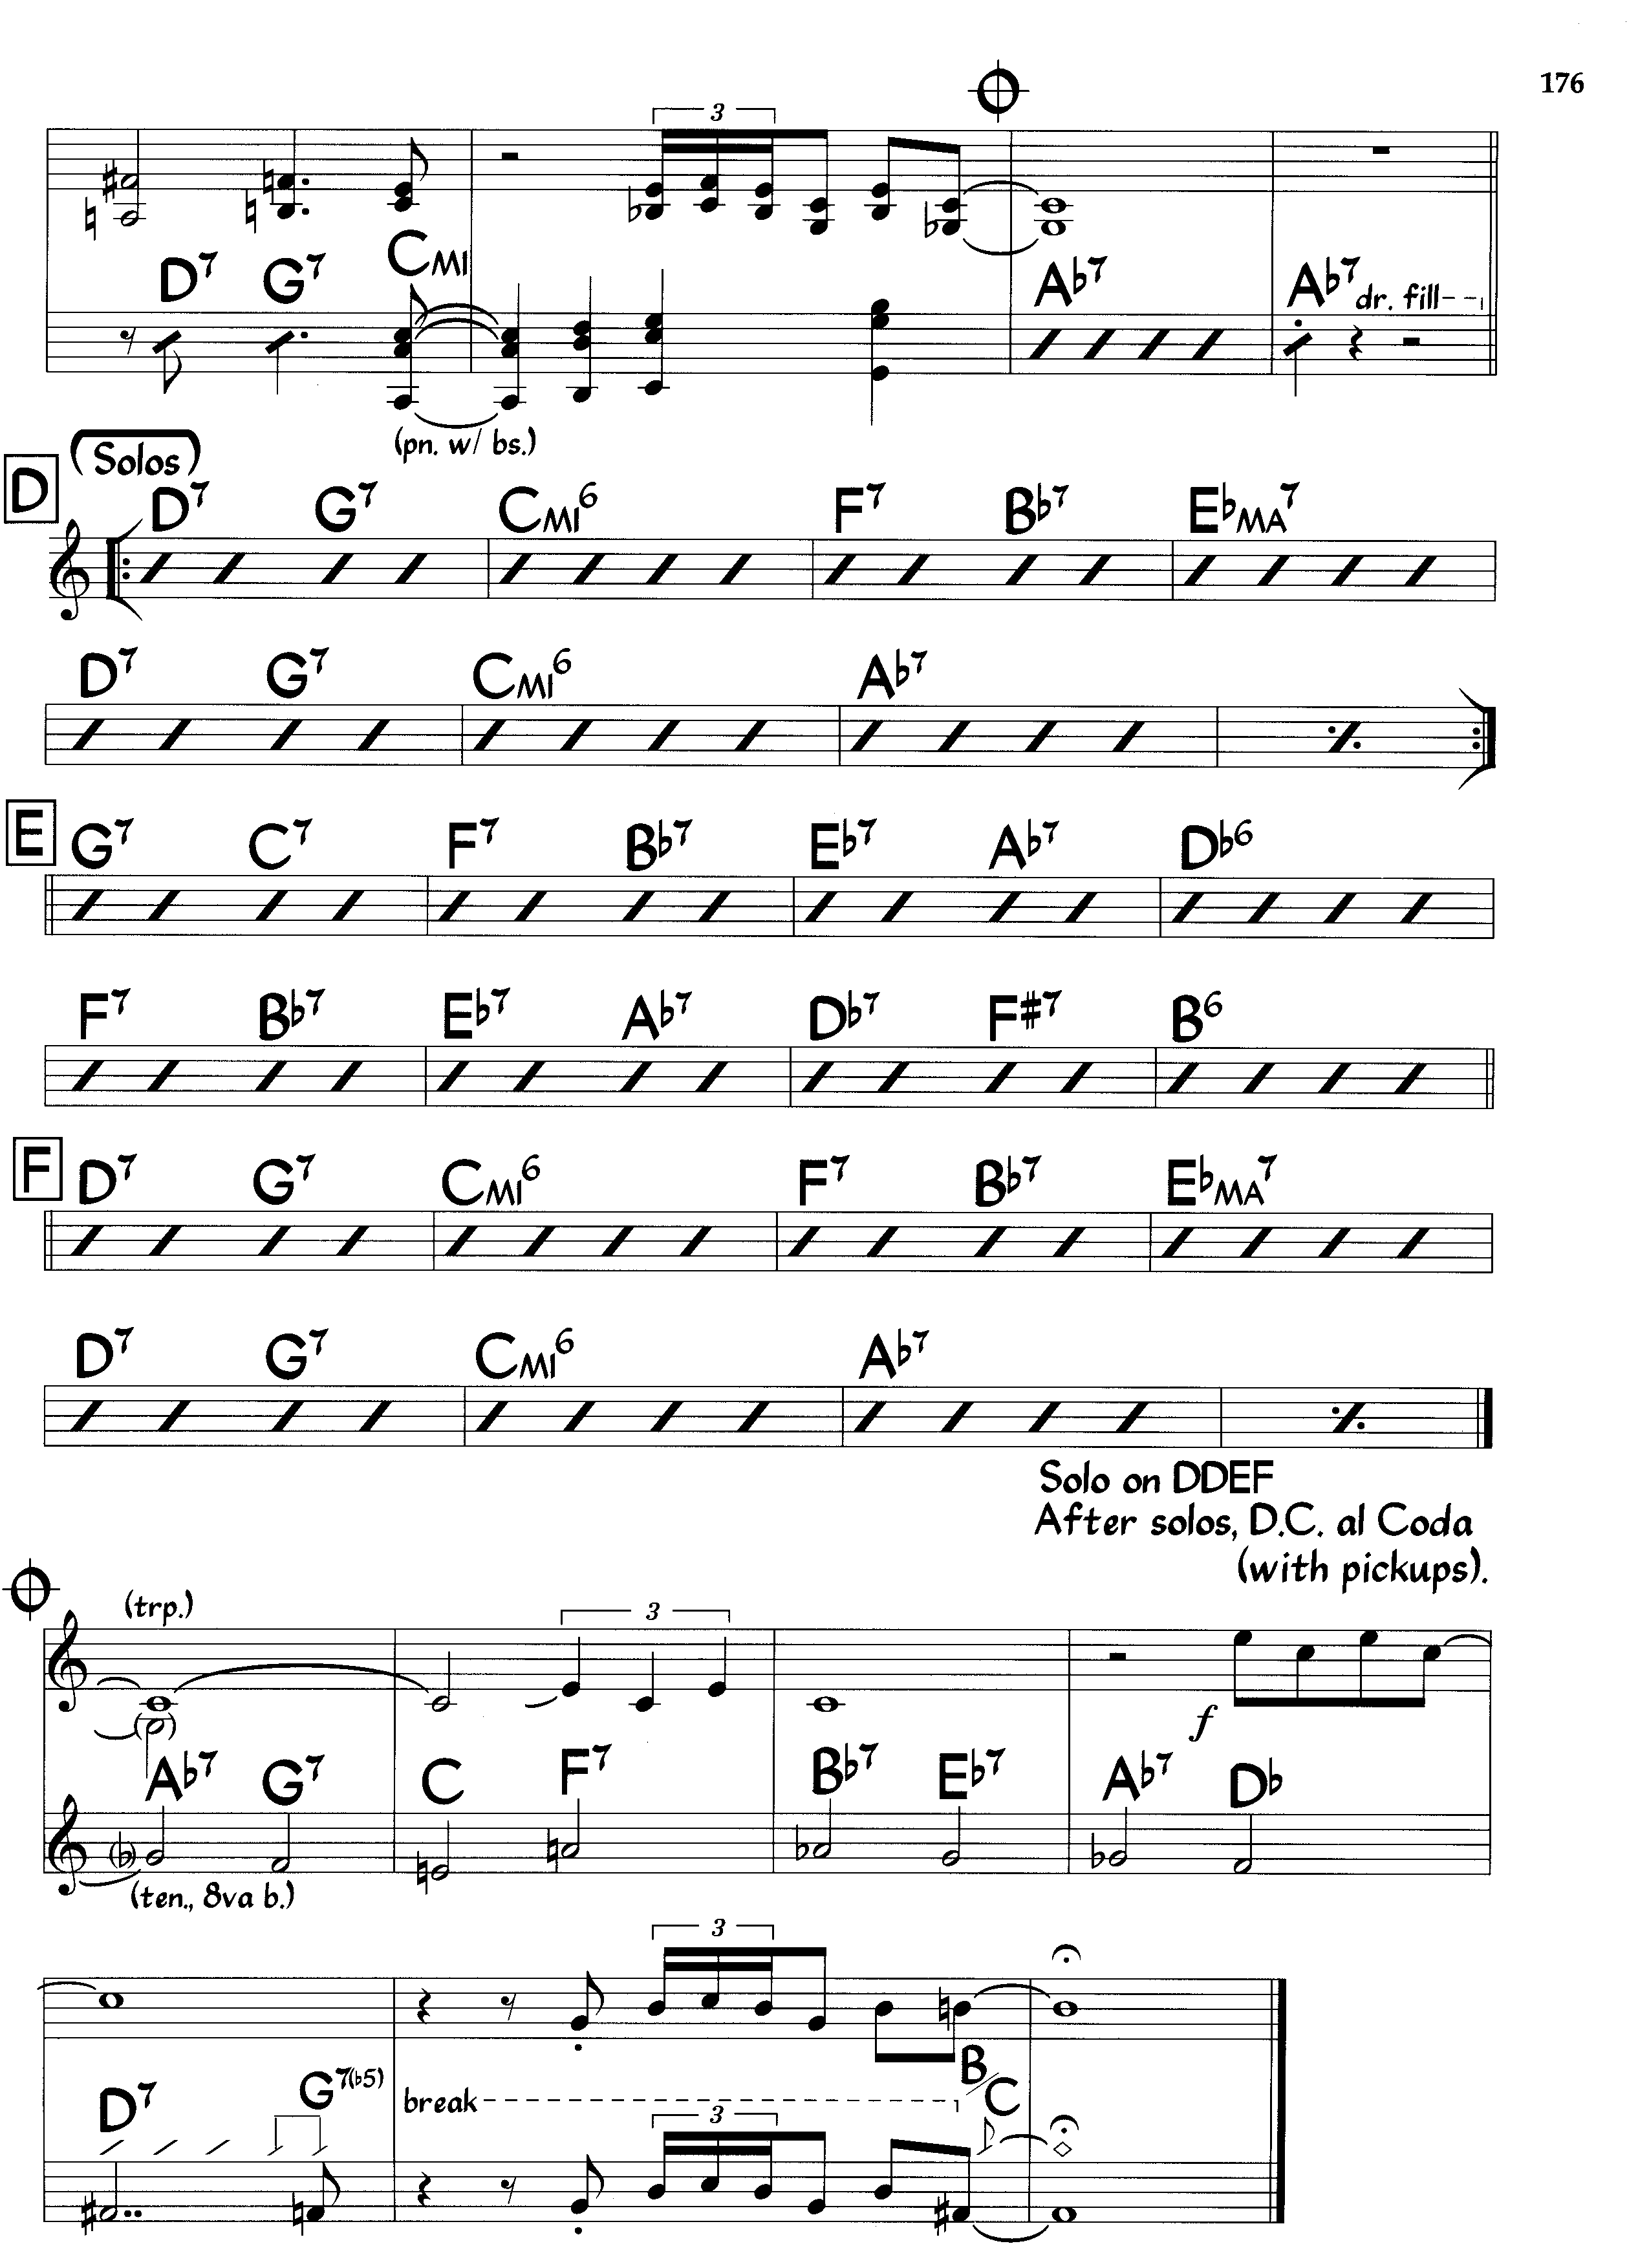 176
3
D7 G7 CMI Ab7 Ab7 dr. fill
(pn. w/ bs.)
D (Solos)
D7 G7 CMI6 F7 Bb7 EbMA7
D7 G7 CMI6 Ab7
E
G7 C7 F7 Bb7 Eb7 Ab7 Db6
F7 Bb7 Eb7 Ab7 Db7 F#7 B6
F
D7 G7 CMI6 F7 Bb7 EbMA7
D7 G7 CMI6 Ab7
Solo on DDEF
After solos, D.C. al Coda
(with pickups).
(trp.) 3
f
Ab7 G7 C F7 Bb7 Eb7 Ab7 Db
(ten., 8va b.)
3
D7 G7(b5) break B/C
3